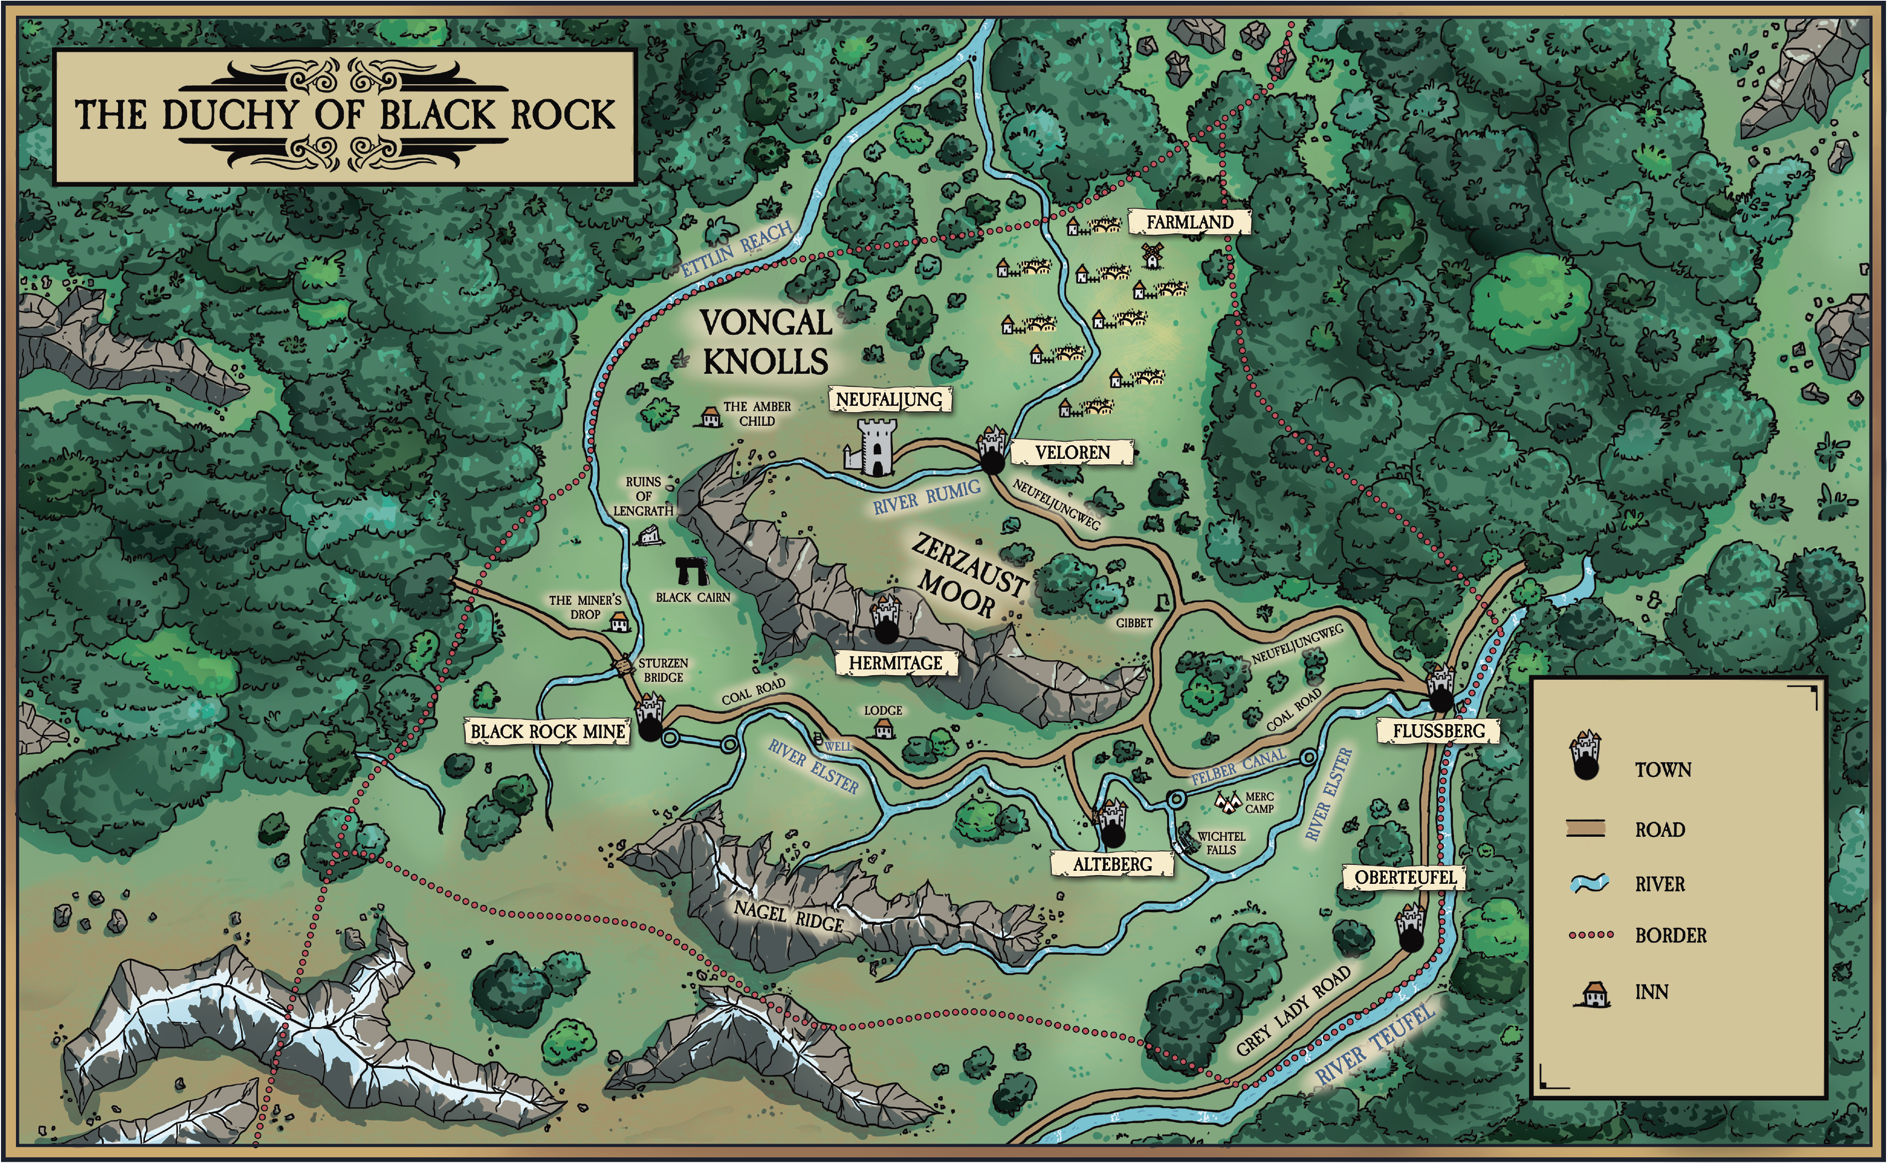 THE DUCHY OF BLACK ROCK
FARMLAND
ETTLIN REACH
VONGAL
KNOLLS
NEUFALJUNG
THE AMBER
CHILD
VELOREN
RIVER RUMIG
NEUFELJUNGWEG
RUINS
OF
LENGRATH
ZERZAUST
MOOR
BLACK CAIRN
THE MINER'S
DROP
GIBBET
HERMITAGE
NEUFELJUNGWEG
STURZEN
BRIDGE
COAL ROAD
COAL ROAD
LODGE
BLACK ROCK MINE
FLUSSBERG
WELL
RIVER ELSTER
FELBER CANAL
RIVER ELSTER
MERC
CAMP
WICHTEL
FALLS
ALTEBERG
OBERTEUFEL
NAGEL RIDGE
GREY LADY ROAD
RIVER TEUFEL
TOWN
ROAD
RIVER
BORDER
INN